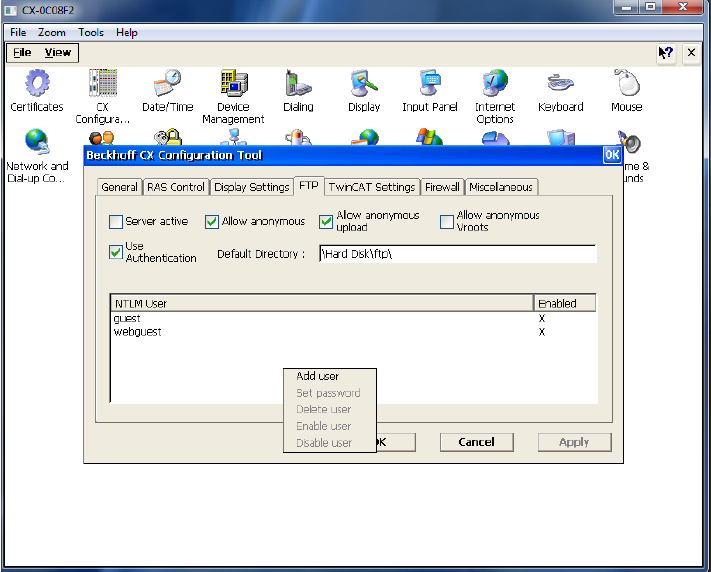 CX-0C08F2
File Zoom Tools Help
File View
Certificates
CX Configura...
Date/Time
Device Management
Dialing
Display
Input Panel
Internet Options
Keyboard
Mouse
Network and Dial-up Co...
me & unds
Beckhoff CX Configuration Tool OK
General RAS Control Display Settings FTP TwinCAT Settings Firewall Miscellaneous
Server active
Allow anonymous
Allow anonymous upload
Allow anonymous Vroots
Use Authentication
Default Directory : \Hard Disk\ftp\
NTLM User Enabled
guest X
webguest X
Add user
Set password
Delete user
Enable user
Disable user
K Cancel Apply